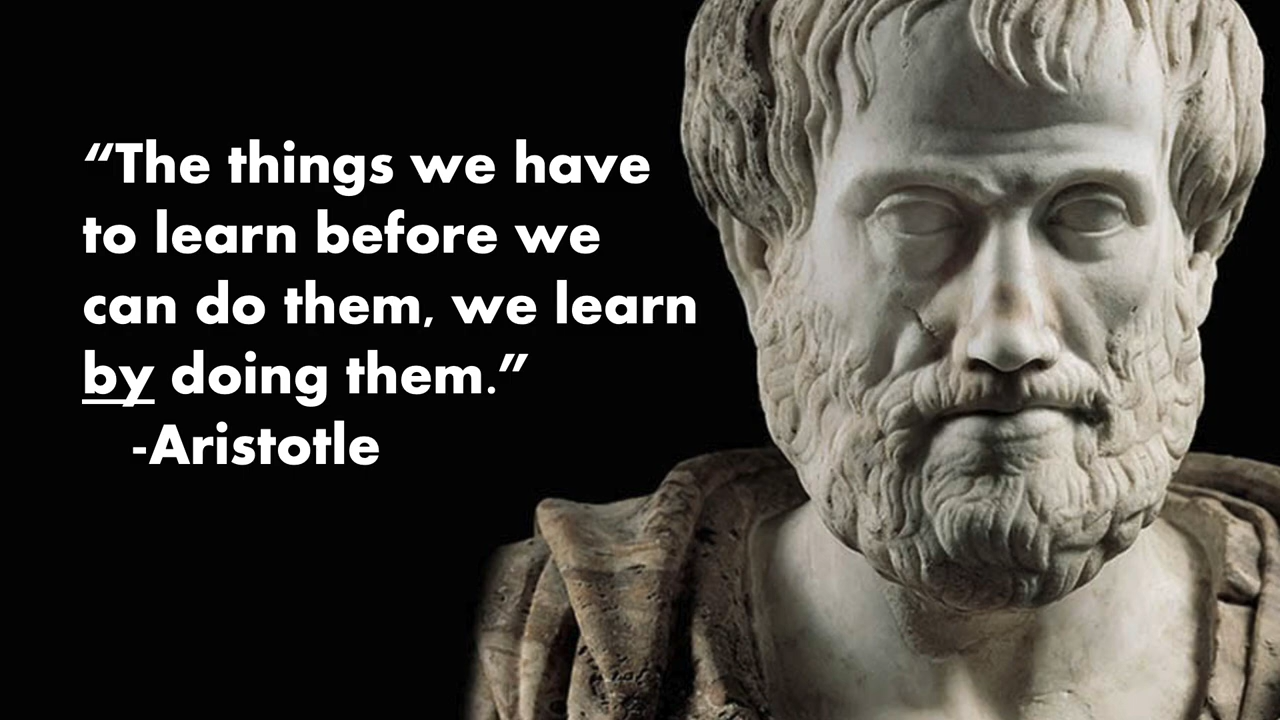 “The things we have
to learn before we
can do them, we learn
by doing them.”
-Aristotle